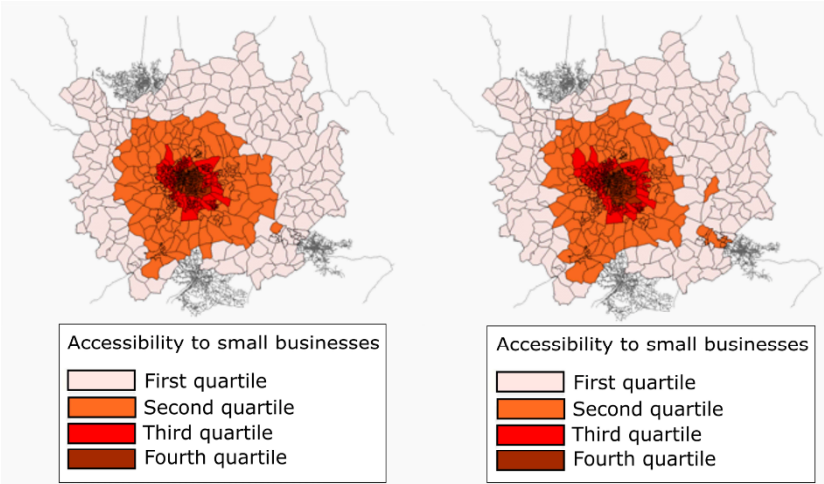 Accessibility to small businesses
First quartile
Second quartile
Third quartile
Fourth quartile
Accessibility to small businesses
First quartile
Second quartile
Third quartile
Fourth quartile